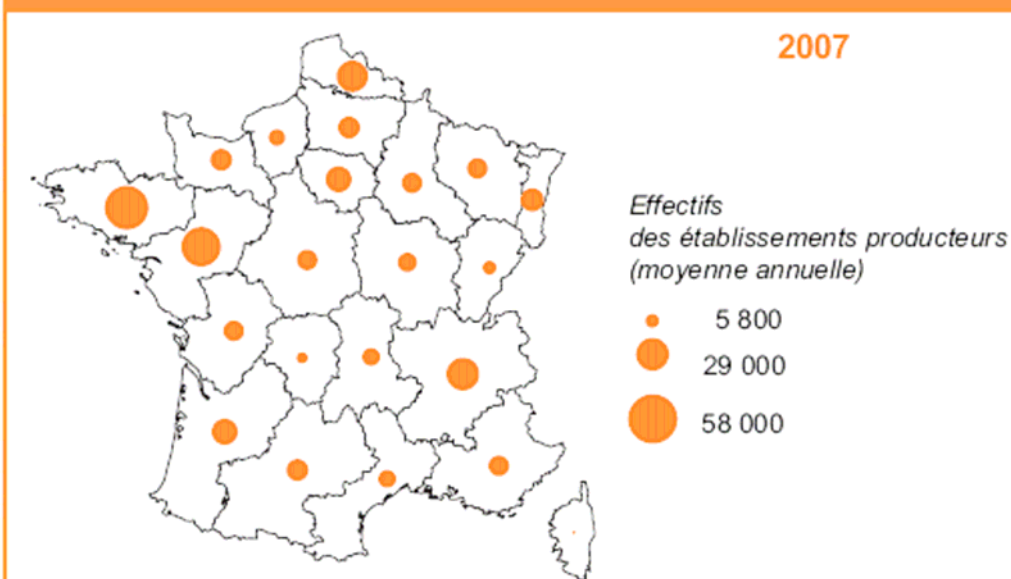 2007
Effectifs
des établissements producteurs
(moyenne annuelle)
5 800
29 000
58 000